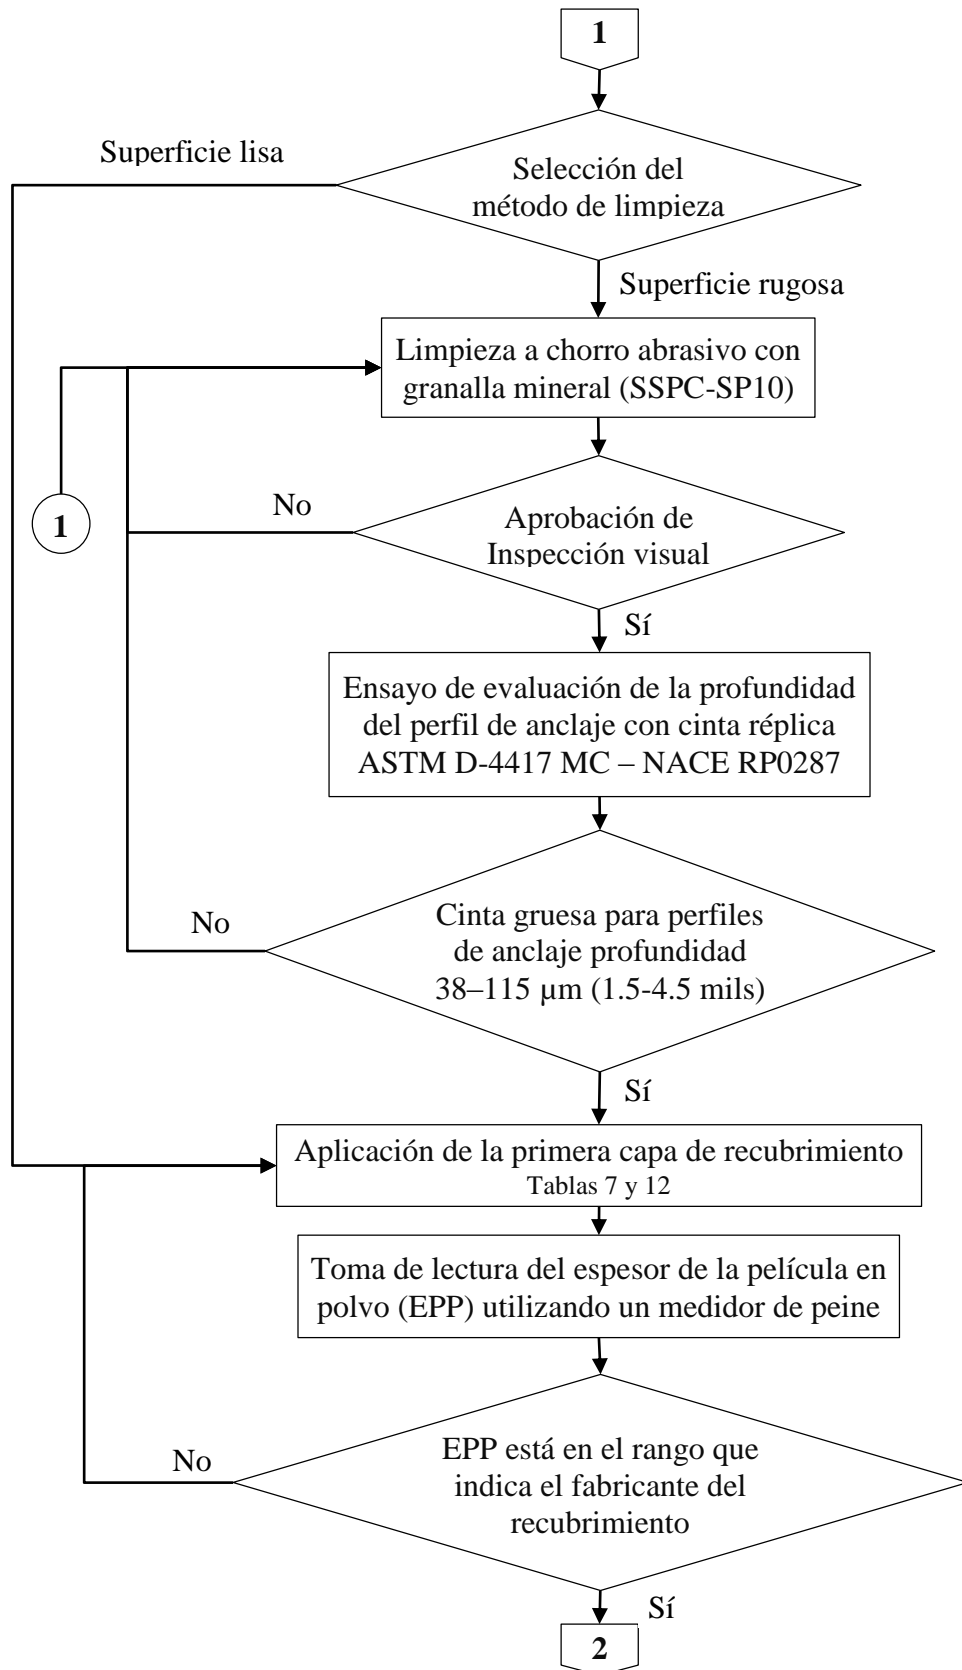 1
Superficie lisa
Selección del
método de limpieza
Superficie rugosa
Limpieza a chorro abrasivo con
granalla mineral (SSPC-SP10)
No
1
Aprobación de
Inspección visual
Sí
Ensayo de evaluación de la profundidad
del perfil de anclaje con cinta réplica
ASTM D-4417 MC – NACE RP0287
No
Cinta gruesa para perfiles
de anclaje profundidad
38–115 µm (1.5-4.5 mils)
Sí
Aplicación de la primera capa de recubrimiento
Tablas 7 y 12
Toma de lectura del espesor de la película en
polvo (EPP) utilizando un medidor de peine
No
EPP está en el rango que
indica el fabricante del
recubrimiento
Sí
2